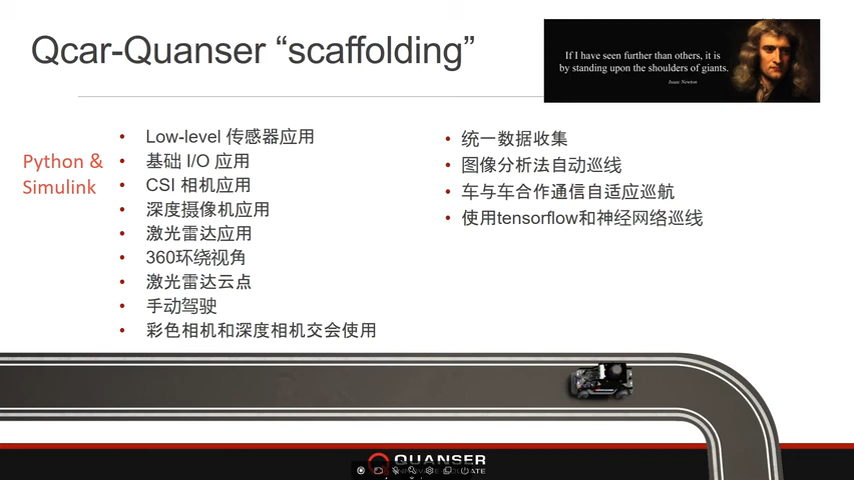 Qcar-Quanser “scaffolding”
If I have seen further than others, it is
by standing upon the shoulders of giants.
Isaac Newton
Python &
Simulink
• Low-level 传感器应用
• 基础 I/O 应用
• CSI 相机应用
• 深度摄像机应用
• 激光雷达应用
• 360环绕视角
• 激光雷达云点
• 手动驾驶
• 彩色相机和深度相机交会使用
• 统一数据收集
• 图像分析法自动巡线
• 车与车合作通信自适应巡航
• 使用tensorflow和神经网络巡线
QUANSER